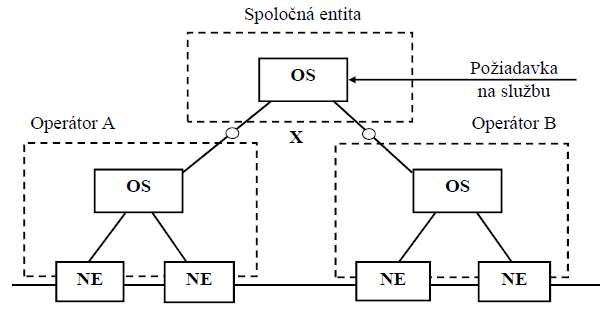 Spoločná entita
OS
Požiadavka
na službu
Operátor A
X
Operátor B
OS
OS
NE
NE
NE
NE